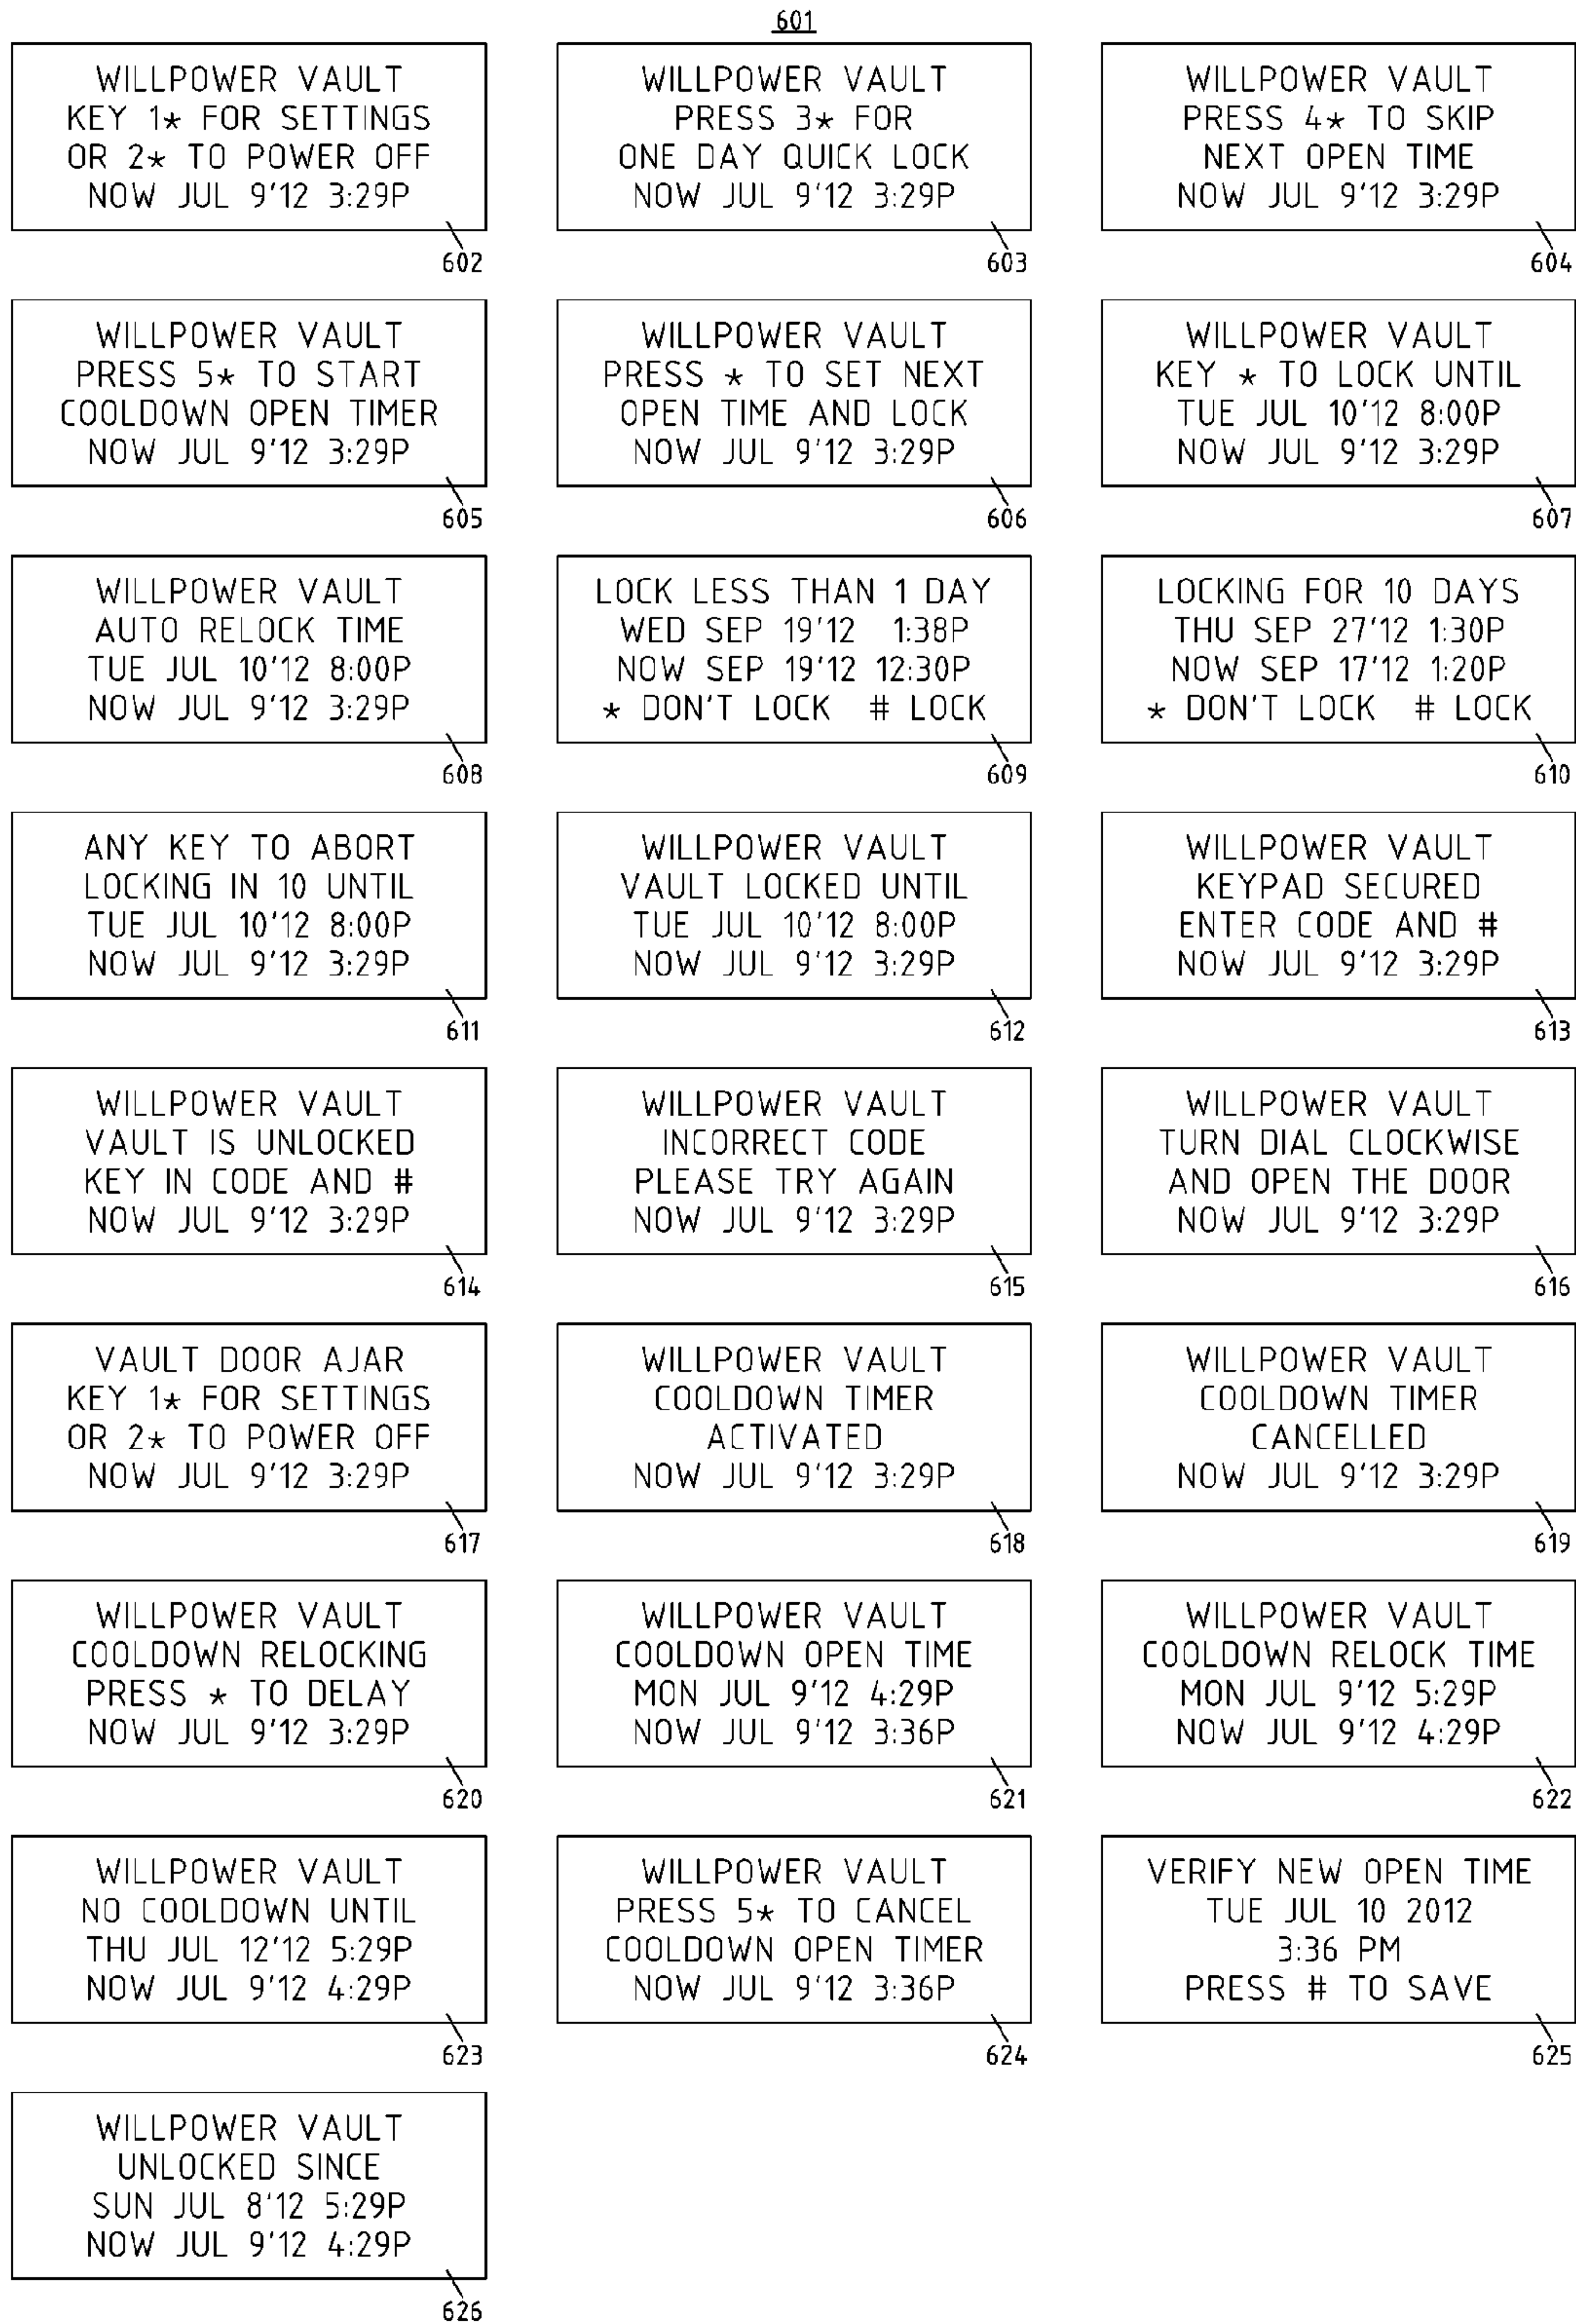 601
WILLPOWER VAULT
KEY 1* FOR SETTINGS
OR 2* TO POWER OFF
NOW JUL 9'12 3:29P
602
WILLPOWER VAULT
PRESS 3* FOR
ONE DAY QUICK LOCK
NOW JUL 9'12 3:29P
603
WILLPOWER VAULT
PRESS 4* TO SKIP
NEXT OPEN TIME
NOW JUL 9'12 3:29P
604
WILLPOWER VAULT
PRESS 5* TO START
COOLDOWN OPEN TIMER
NOW JUL 9'12 3:29P
605
WILLPOWER VAULT
PRESS * TO SET NEXT
OPEN TIME AND LOCK
NOW JUL 9'12 3:29P
606
WILLPOWER VAULT
KEY * TO LOCK UNTIL
TUE JUL 10'12 8:00P
NOW JUL 9'12 3:29P
607
WILLPOWER VAULT
AUTO RELOCK TIME
TUE JUL 10'12 8:00P
NOW JUL 9'12 3:29P
608
LOCK LESS THAN 1 DAY
WED SEP 19'12 1:38P
NOW SEP 19'12 12:30P
* DON'T LOCK # LOCK
609
LOCKING FOR 10 DAYS
THU SEP 27'12 1:30P
NOW SEP 17'12 1:20P
* DON'T LOCK # LOCK
610
ANY KEY TO ABORT
LOCKING IN 10 UNTIL
TUE JUL 10'12 8:00P
NOW JUL 9'12 3:29P
611
WILLPOWER VAULT
VAULT LOCKED UNTIL
TUE JUL 10'12 8:00P
NOW JUL 9'12 3:29P
612
WILLPOWER VAULT
KEYPAD SECURED
ENTER CODE AND #
NOW JUL 9'12 3:29P
613
WILLPOWER VAULT
VAULT IS UNLOCKED
KEY IN CODE AND #
NOW JUL 9'12 3:29P
614
WILLPOWER VAULT
INCORRECT CODE
PLEASE TRY AGAIN
NOW JUL 9'12 3:29P
615
WILLPOWER VAULT
TURN DIAL CLOCKWISE
AND OPEN THE DOOR
NOW JUL 9'12 3:29P
616
VAULT DOOR AJAR
KEY 1* FOR SETTINGS
OR 2* TO POWER OFF
NOW JUL 9'12 3:29P
617
WILLPOWER VAULT
COOLDOWN TIMER
ACTIVATED
NOW JUL 9'12 3:29P
618
WILLPOWER VAULT
COOLDOWN TIMER
CANCELLED
NOW JUL 9'12 3:29P
619
WILLPOWER VAULT
COOLDOWN RELOCKING
PRESS * TO DELAY
NOW JUL 9'12 3:29P
620
WILLPOWER VAULT
COOLDOWN OPEN TIME
MON JUL 9'12 4:29P
NOW JUL 9'12 3:36P
621
WILLPOWER VAULT
COOLDOWN RELOCK TIME
MON JUL 9'12 5:29P
NOW JUL 9'12 4:29P
622
WILLPOWER VAULT
NO COOLDOWN UNTIL
THU JUL 12'12 5:29P
NOW JUL 9'12 4:29P
623
WILLPOWER VAULT
PRESS 5* TO CANCEL
COOLDOWN OPEN TIMER
NOW JUL 9'12 3:36P
624
VERIFY NEW OPEN TIME
TUE JUL 10 2012
3:36 PM
PRESS # TO SAVE
625
WILLPOWER VAULT
UNLOCKED SINCE
SUN JUL 8'12 5:29P
NOW JUL 9'12 4:29P
626